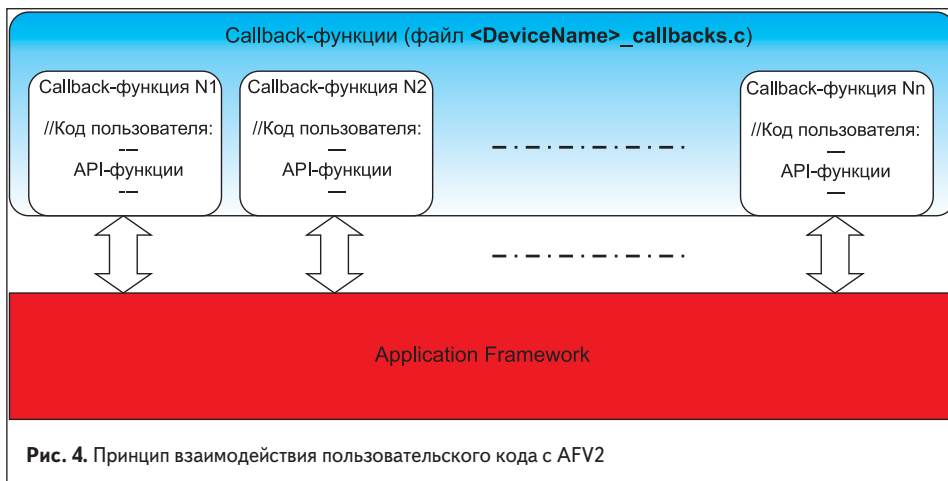 Callback-функции (файл <DeviceName>_callbacks.c)
Callback-функция N1
//Код пользователя:
---
API-функции
---
Callback-функция N2
//Код пользователя:
—
API-функции
—
Callback-функция Nn
//Код пользователя:
—
API-функции
—
Application Framework
Рис. 4. Принцип взаимодействия пользовательского кода с AFV2